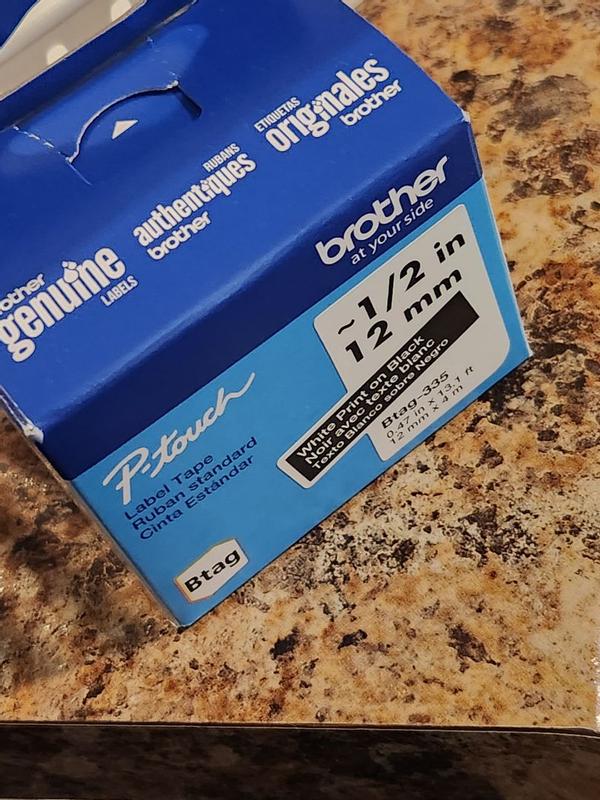 genuine
LABELS
RUBANS
authentiques
brother
ETIQUETAS
originales
brother
brother
at your side
~1/2 in
12 mm
White Print on Black
Noir avec texte blanc
Texto Blanco sobre Negro
Btag-335
0.47 in x 13.1 ft
12 mm x m
P-touch
Label Tape
Ruban standard
Cinta Estándar
Btag